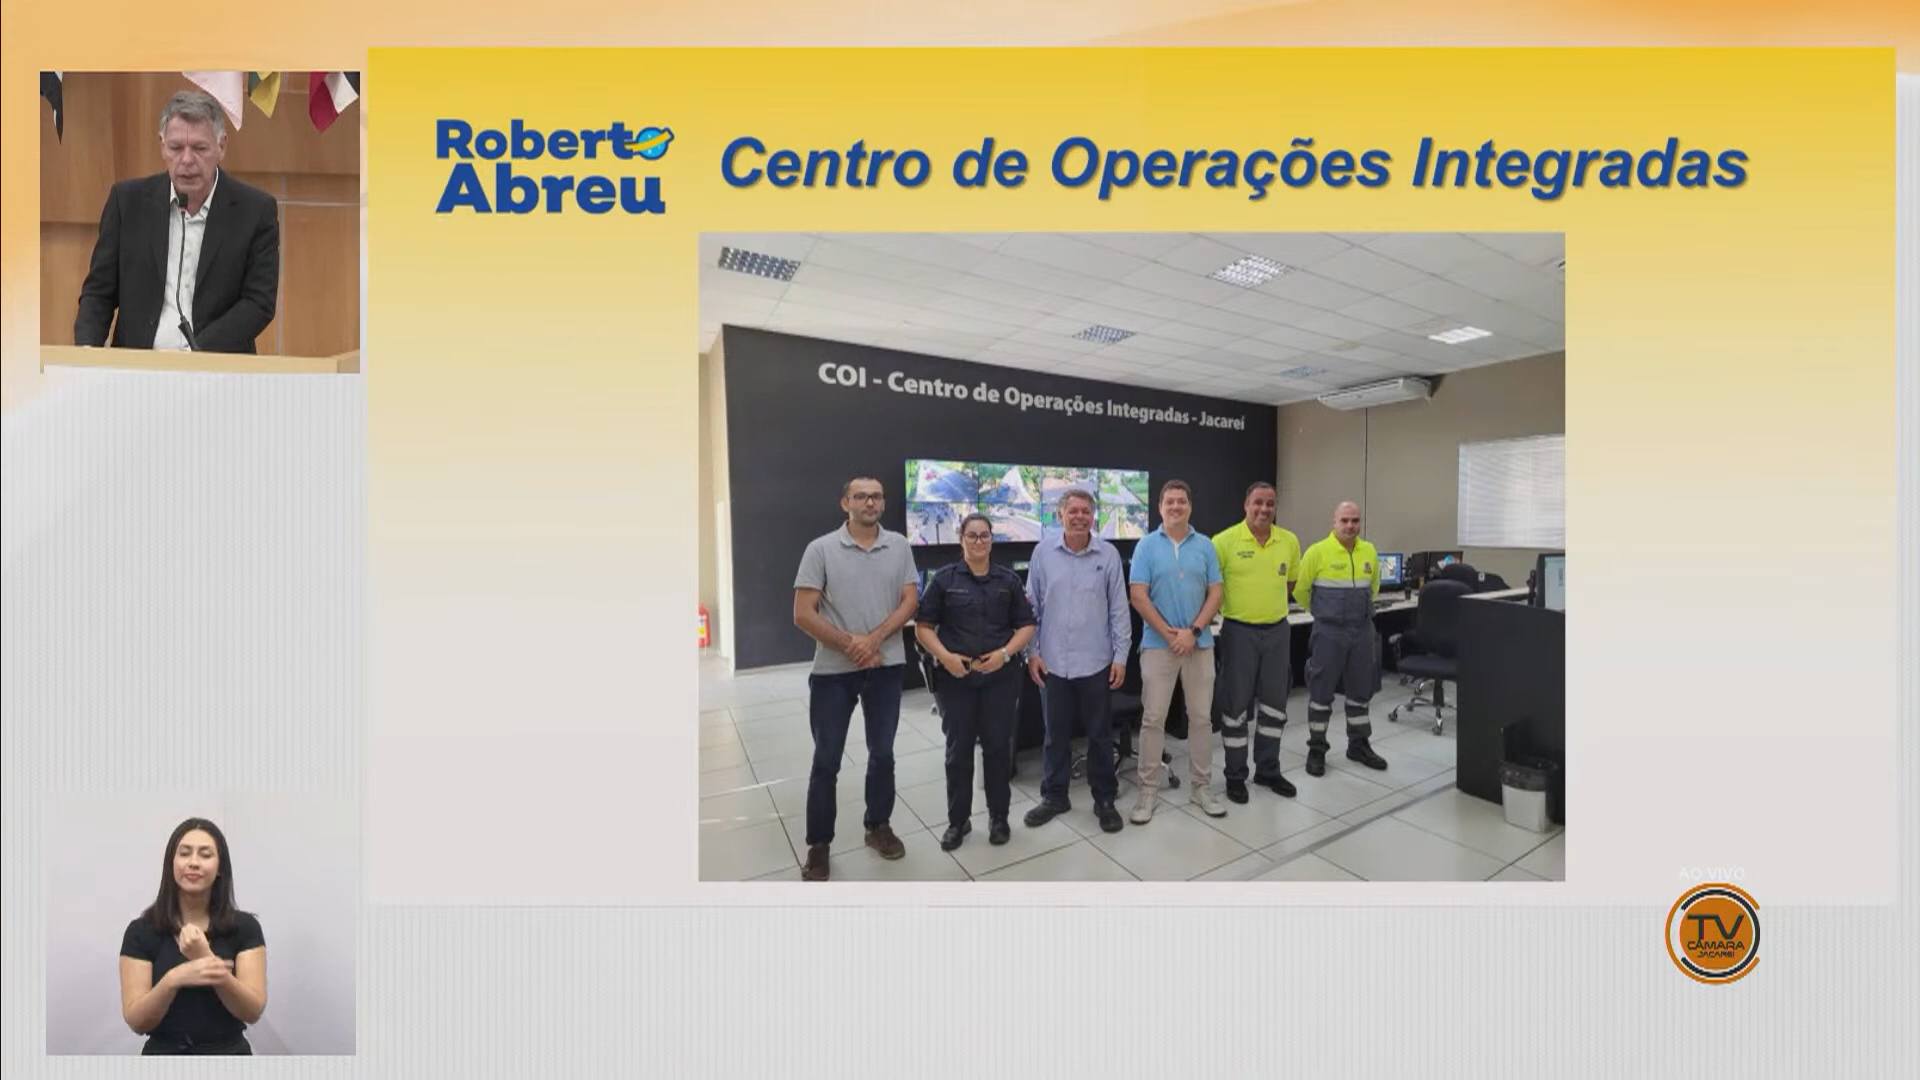 Roberto
Abreu
Centro de Operações Integradas
COI - Centro de Operações Integradas - Jacareí
AO VIVO
TV
CÂMARA
JACAREÍ